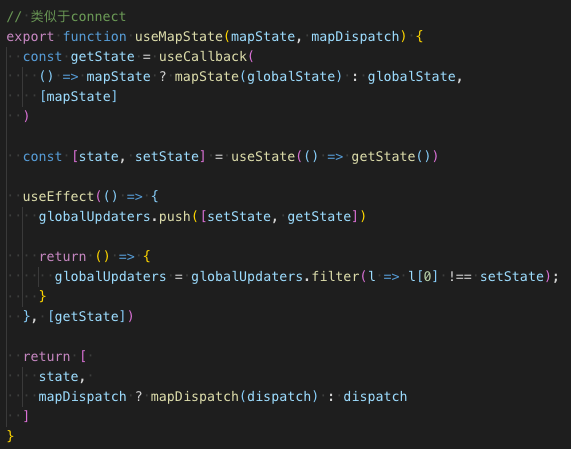 // 类似于connect
export function useMapState(mapState, mapDispatch) {
  const getState = useCallback(
    () => mapState ? mapState(globalState) : globalState,
    [mapState]
  )

  const [state, setState] = useState(() => getState())

  useEffect(() => {
    globalUpdaters.push([setState, getState])

    return () => {
      globalUpdaters = globalUpdaters.filter(l => l[0] !== setState);
    }
  }, [getState])

  return [
    state,
    mapDispatch ? mapDispatch(dispatch) : dispatch
  ]
}